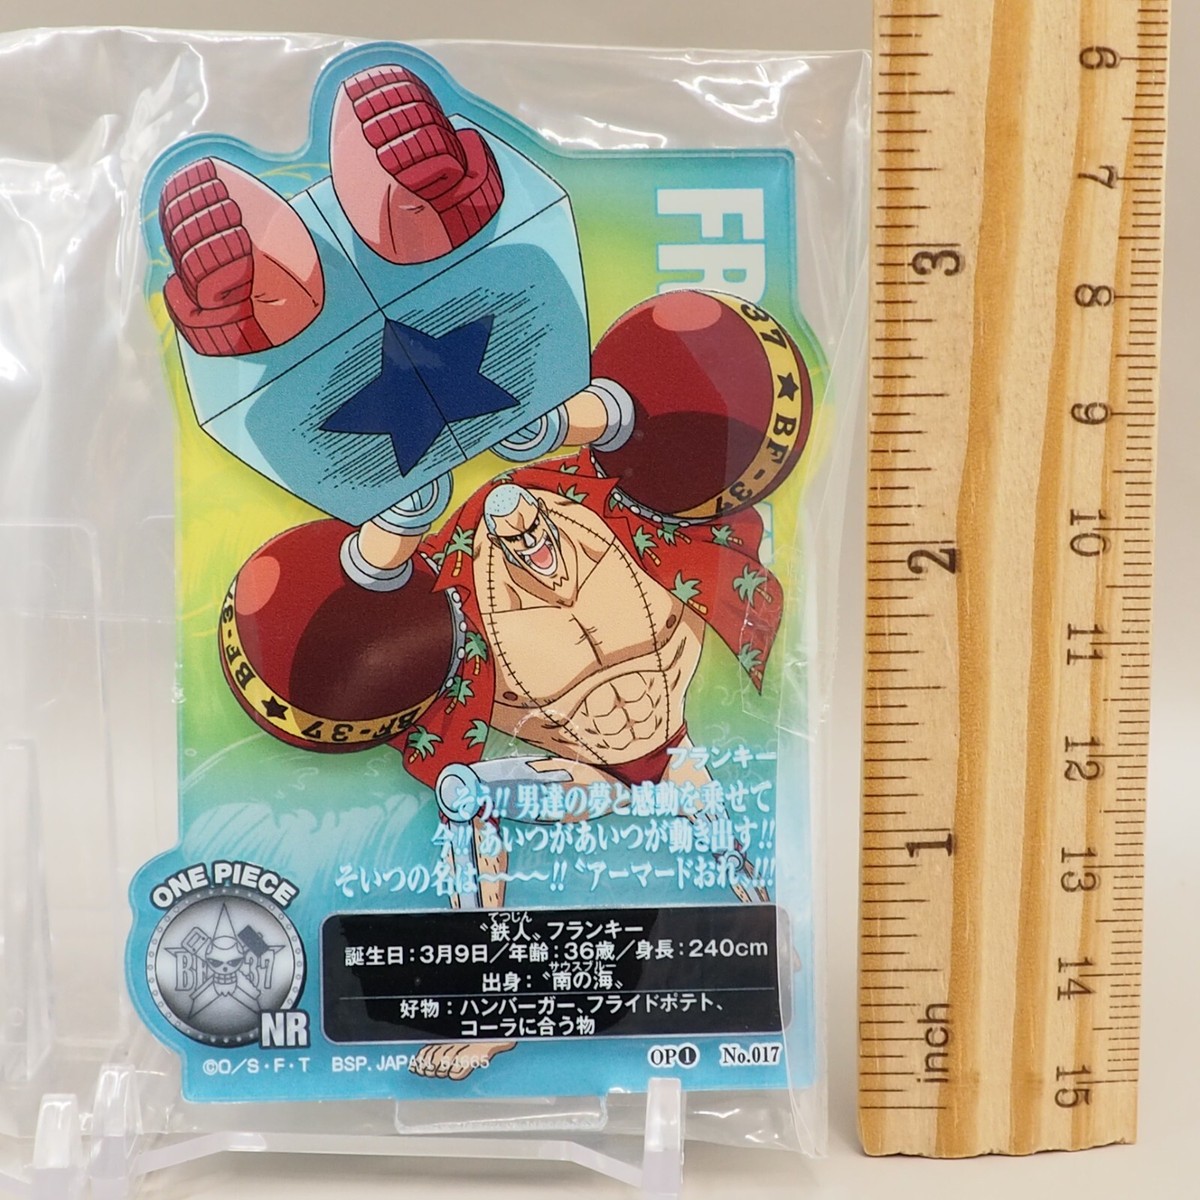 FR
37 ★ BF-37
BF-37
★ BF-37
フランキー
そう!! 男達の夢と感動を乗せて
今!! あいつがあいつが動き出す!!
そいつの名は〜〜〜〜!! 〝アーマードおれ〟!!!
ONE PIECE
BF 37
NR
てつじん
〝鉄人〟フランキー
誕生日:3月9日/年齢:36歳/身長:240cm
サウスブルー
出身:〝南の海〟
好物:ハンバーガー、フライドポテト、
コーラに合う物
©O/S・F・T BSP. JAPAN 54665
OP❶ No.017
3
2
1
inch
6
7
8
9
10
11
12
13
14
15